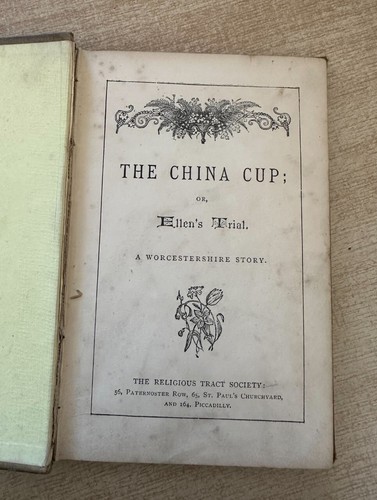 THE CHINA CUP;
OR,
Ellen's Trial.
A WORCESTERSHIRE STORY.
THE RELIGIOUS TRACT SOCIETY:
56, PATERNOSTER ROW, 65, ST. PAUL'S CHURCHYARD,
AND 164, PICCADILLY.